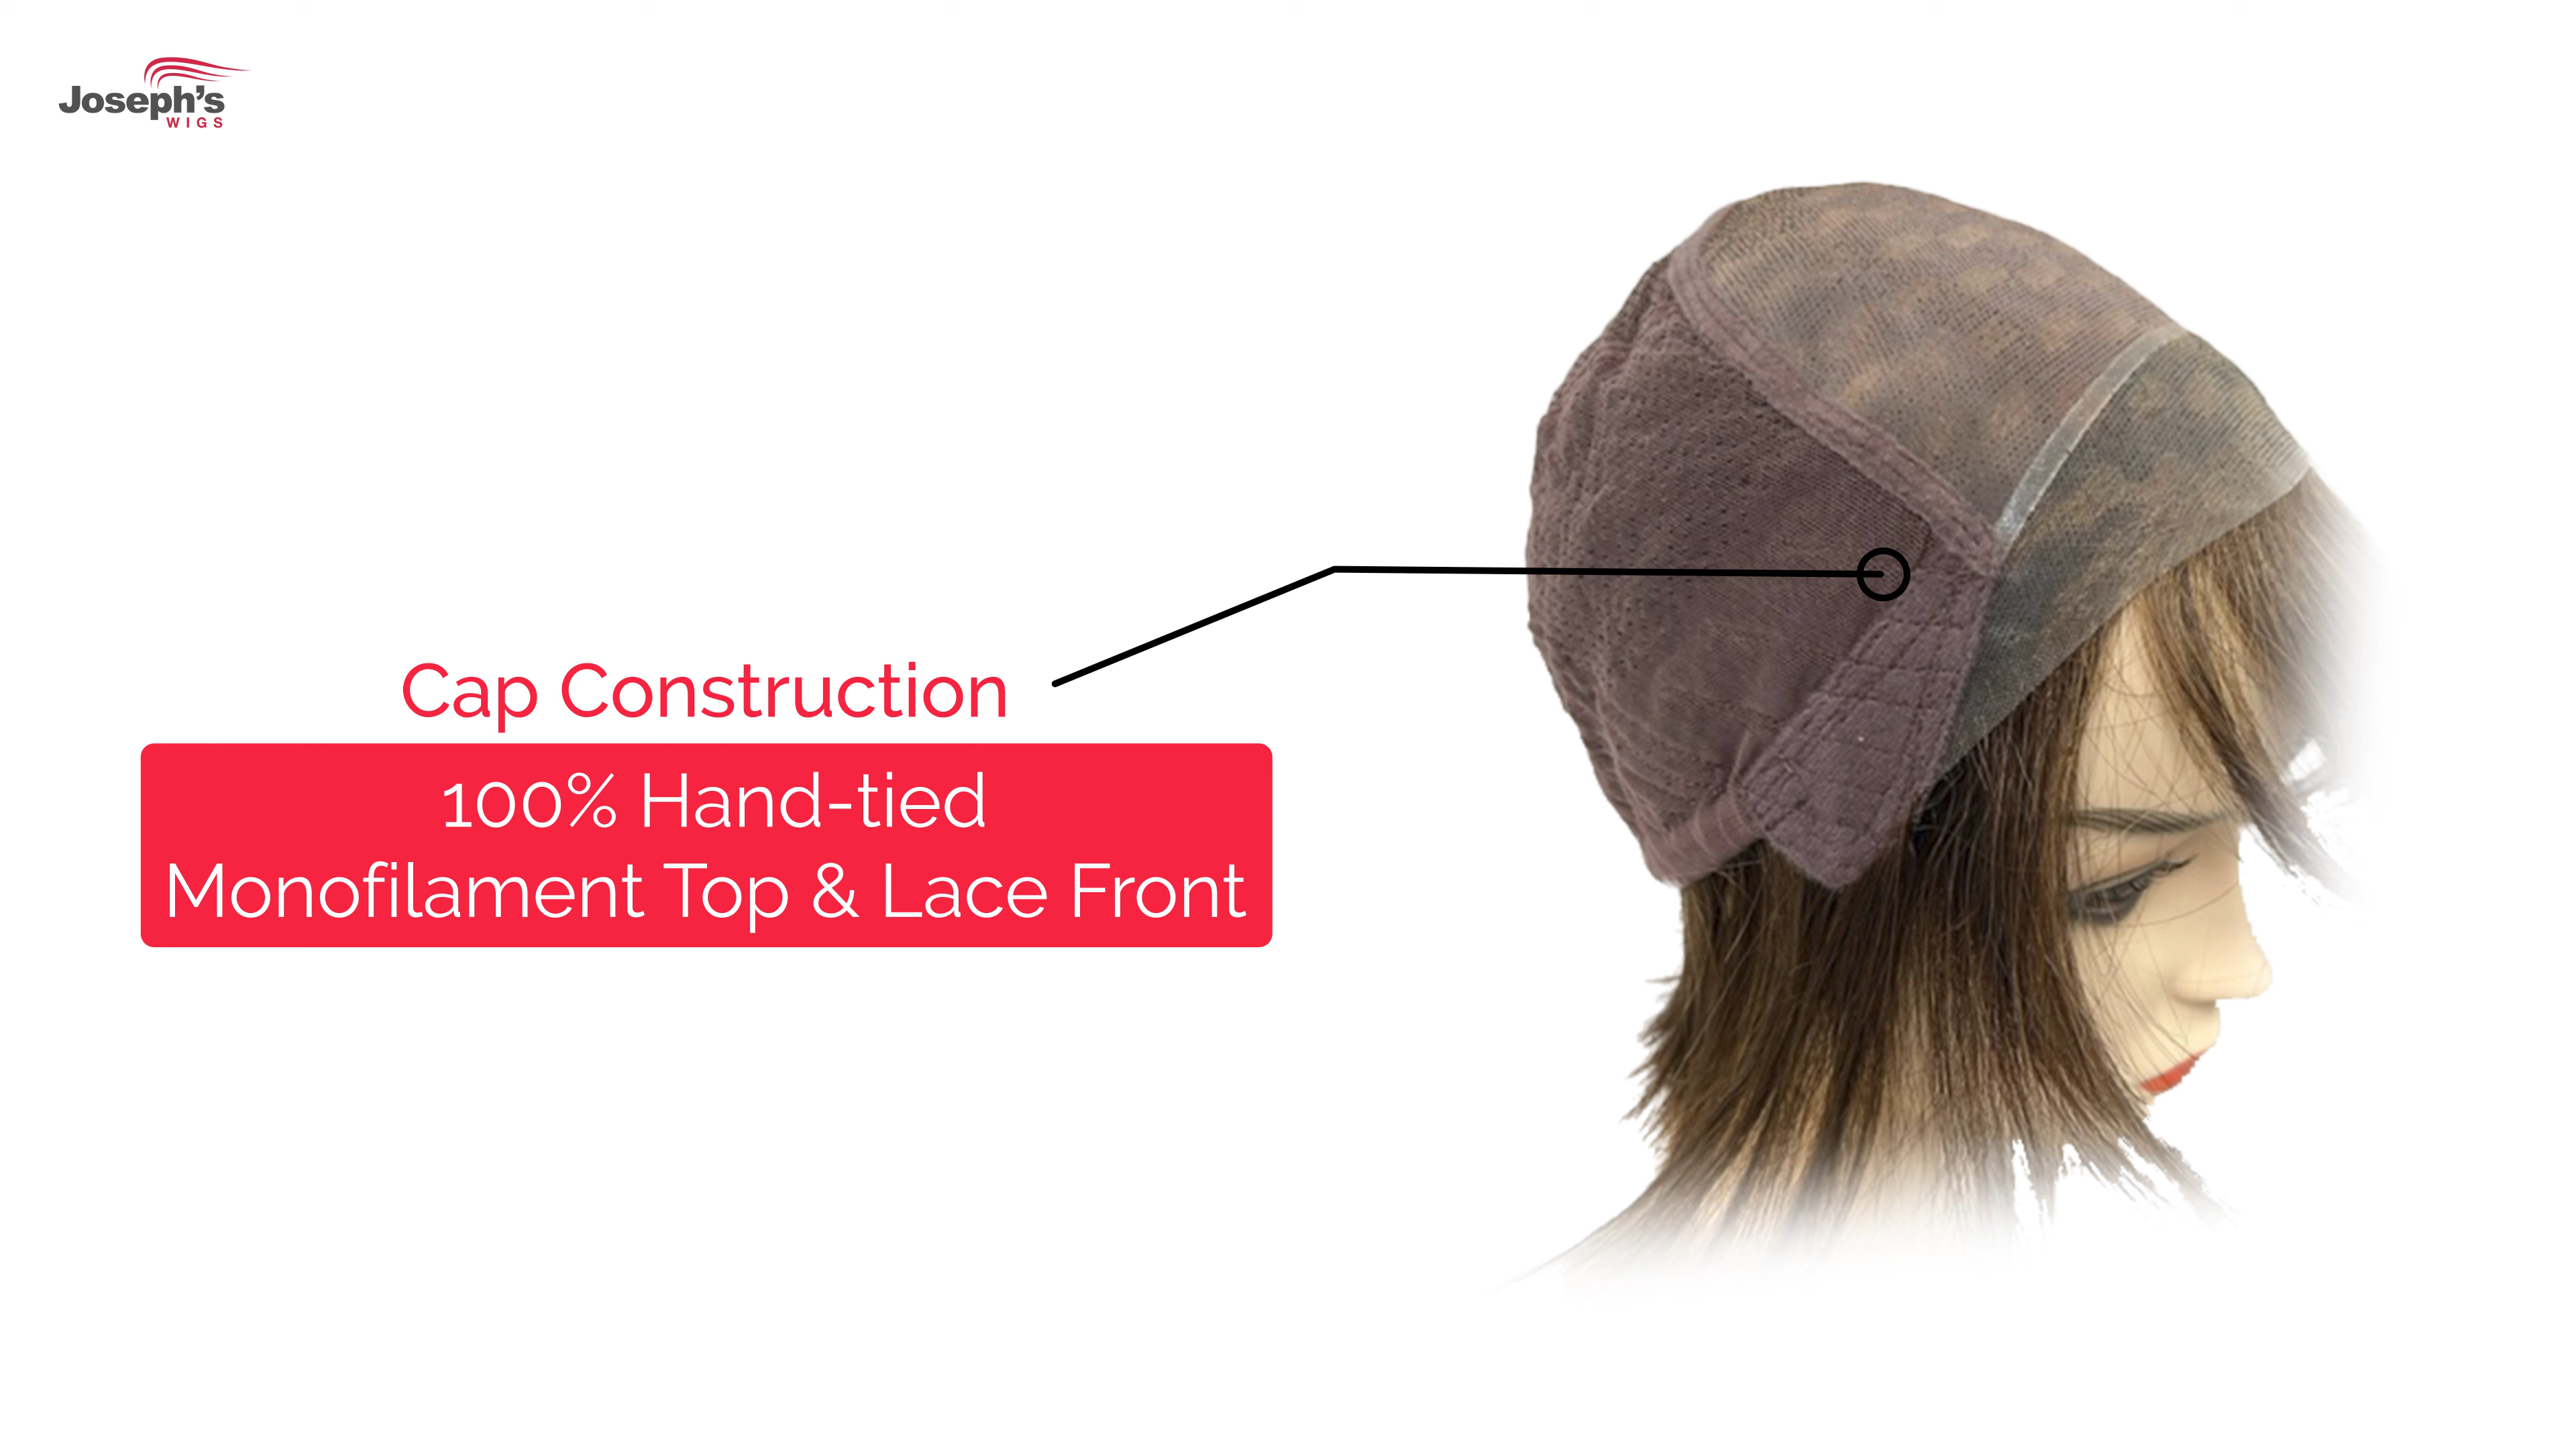 Joseph's
WIGS
Cap Construction
100% Hand-tied
Monofilament Top & Lace Front